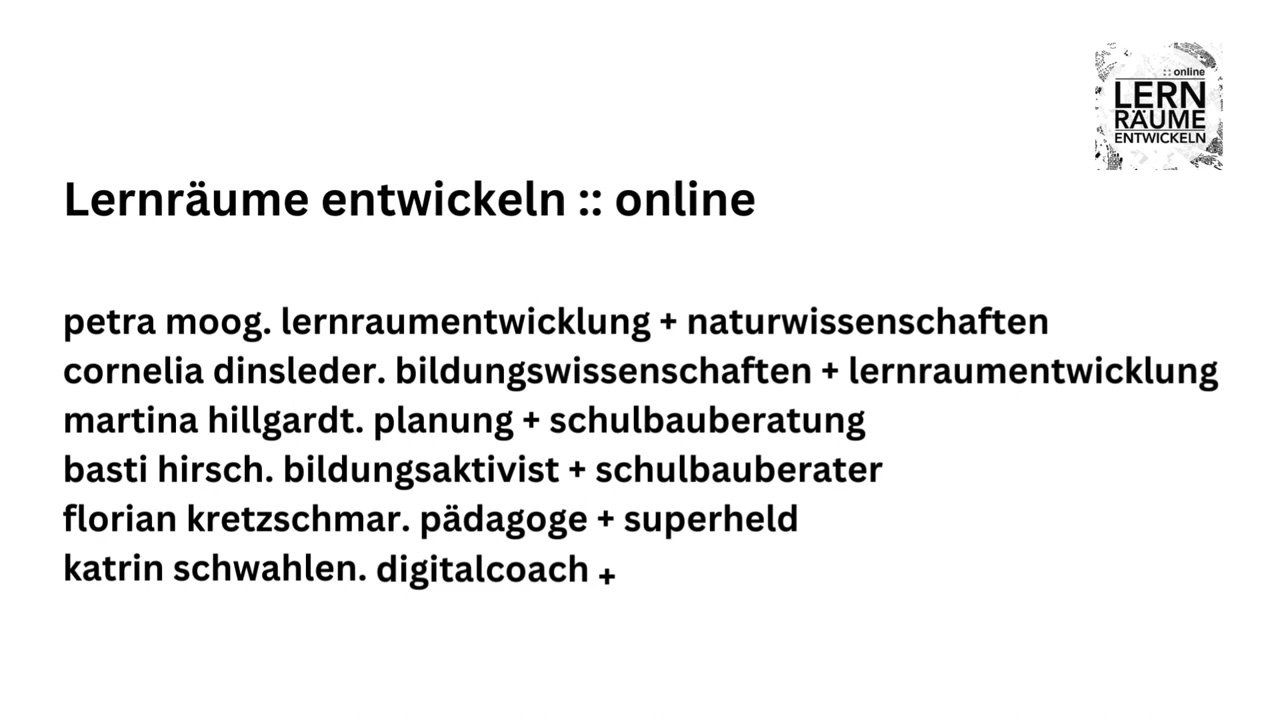 :: online
LERN
RÄUME
ENTWICKELN
Lernräume entwickeln :: online
petra moog. lernraumentwicklung + naturwissenschaften
cornelia dinsleder. bildungswissenschaften + lernraumentwicklung
martina hillgardt. planung + schulbauberatung
basti hirsch. bildungsaktivist + schulbauberater
florian kretzschmar. pädagoge + superheld
katrin schwahlen. digitalcoach +